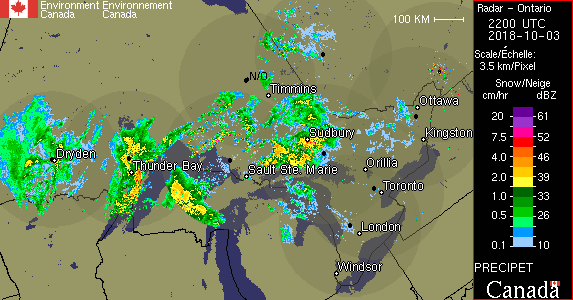 Environment Environnement
Canada Canada
100 KM
N/O
Timmins
Ottawa
Sudbury
Kingston
Dryden
Thunder Bay
Sault Ste. Marie
Orillia
Toronto
London
Windsor
Radar - Ontario
2200 UTC
2018-10-03
Scale/Échelle:
3.5 km/Pixel
Snow/Neige
cm/hr dBZ
20 61
7.5 57
5.5 52
4.0 46
2.0 39
1.0 33
0.5 26
0.1 10
PRECIPET
Canada